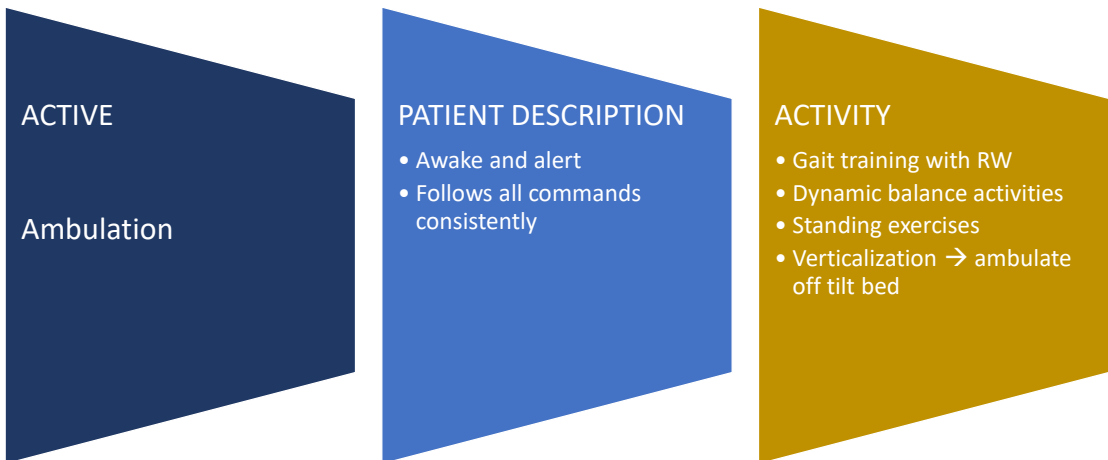 ACTIVE
Ambulation
PATIENT DESCRIPTION
• Awake and alert
• Follows all commands
consistently
ACTIVITY
• Gait training with RW
• Dynamic balance activities
• Standing exercises
• Verticalization → ambulate
off tilt bed